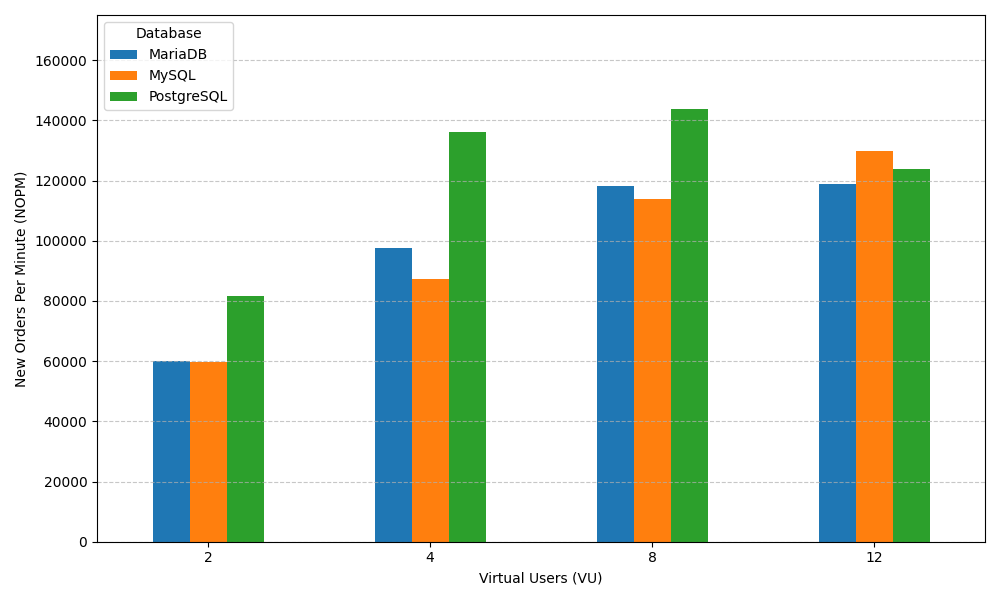 Database
MariaDB
MySQL
PostgreSQL
New Orders Per Minute (NOPM)
160000
140000
120000
100000
80000
60000
40000
20000
0
2 4 8 12
Virtual Users (VU)